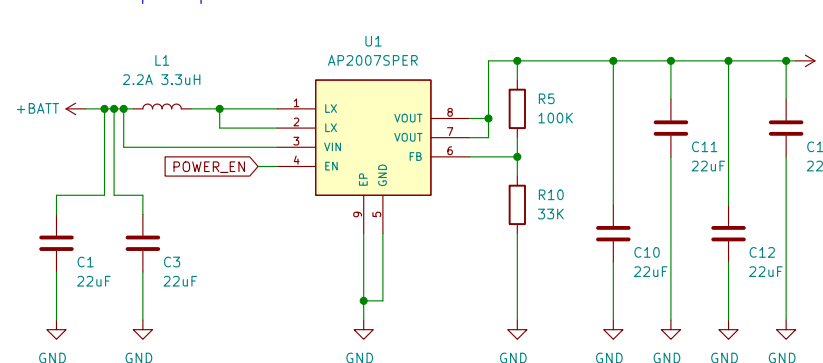 U1
AP2007SPER
L1
2.2A 3.3uH
+BATT
1 LX
2 LX
3 VIN
4 EN
POWER_EN
VOUT 8
VOUT 7
FB 6
EP
GND
9
5
R5
100K
R10
33K
C1
22uF
C3
22uF
C10
22uF
C11
22uF
C12
22uF
C1
22
GND
GND
GND
GND
GND
GND
GND
GND